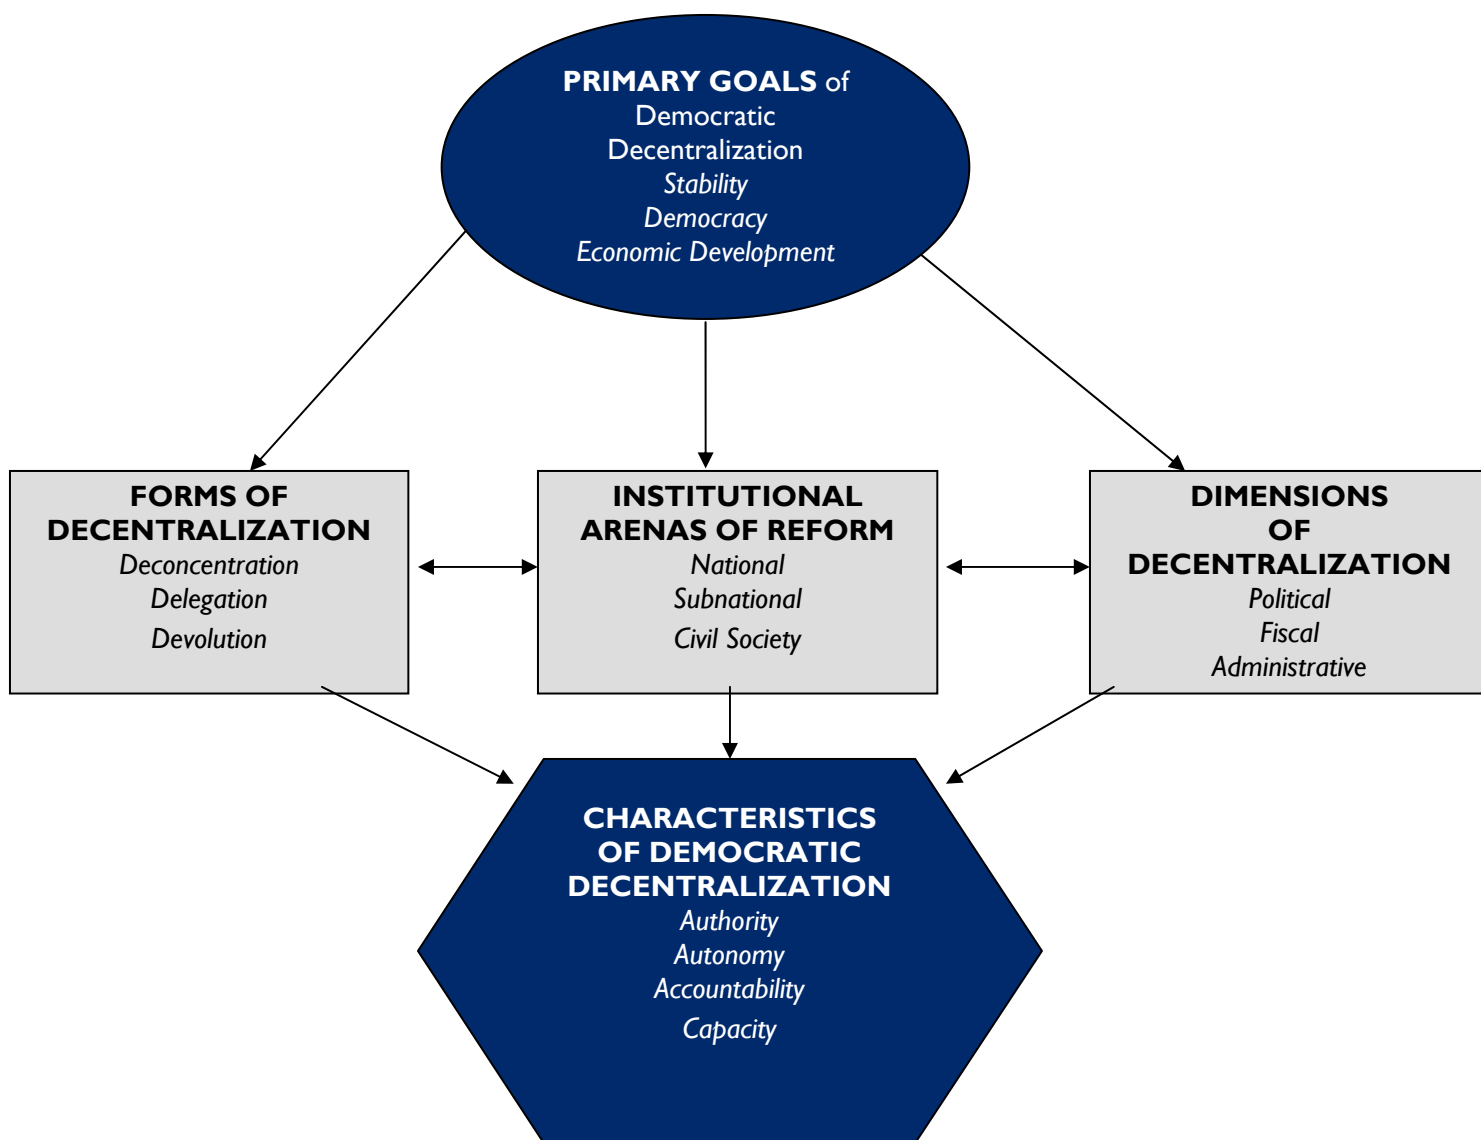 PRIMARY GOALS of
Democratic
Decentralization
Stability
Democracy
Economic Development
FORMS OF
DECENTRALIZATION
Deconcentration
Delegation
Devolution
INSTITUTIONAL
ARENAS OF REFORM
National
Subnational
Civil Society
DIMENSIONS
OF
DECENTRALIZATION
Political
Fiscal
Administrative
CHARACTERISTICS
OF DEMOCRATIC
DECENTRALIZATION
Authority
Autonomy
Accountability
Capacity